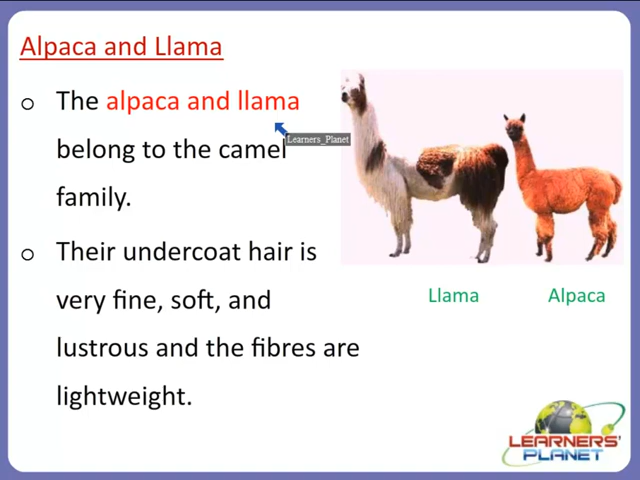 Alpaca and Llama
o The alpaca and llama
Learners_Planet
belong to the camel
family.
o Their undercoat hair is
very fine, soft, and
lustrous and the fibres are
lightweight.
Llama Alpaca
LEARNERS'
PLANET